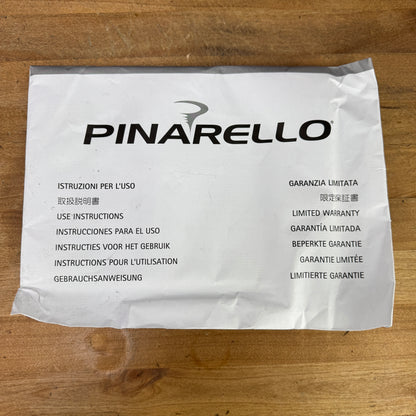 PINARELLO®
ISTRUZIONI PER L'USO GARANZIA LIMITATA
取扱説明書 限定保証書
USE INSTRUCTIONS LIMITED WARRANTY
INSTRUCCIONES PARA EL USO GARANTÍA LIMITADA
INSTRUCTIES VOOR HET GEBRUIK BEPERKTE GARANTIE
INSTRUCTIONS POUR L'UTILISATION GARANTIE LIMITÉE
GEBRAUCHSANWEISUNG LIMITIERTE GARANTIE